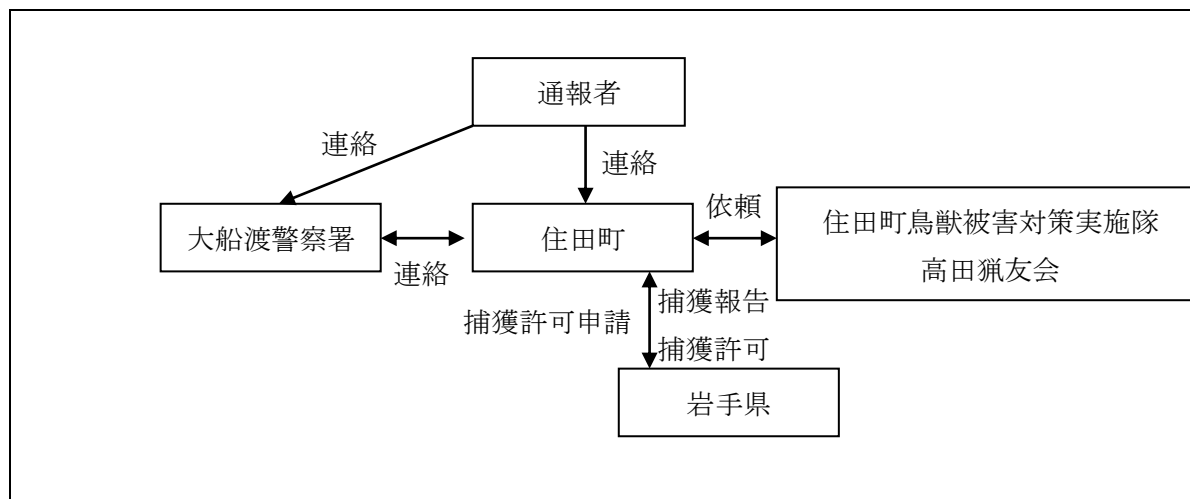 通報者
連絡
連絡
大船渡警察署
連絡
住田町
依頼
住田町鳥獣被害対策実施隊
高田猟友会
捕獲許可申請
捕獲報告
捕獲許可
岩手県